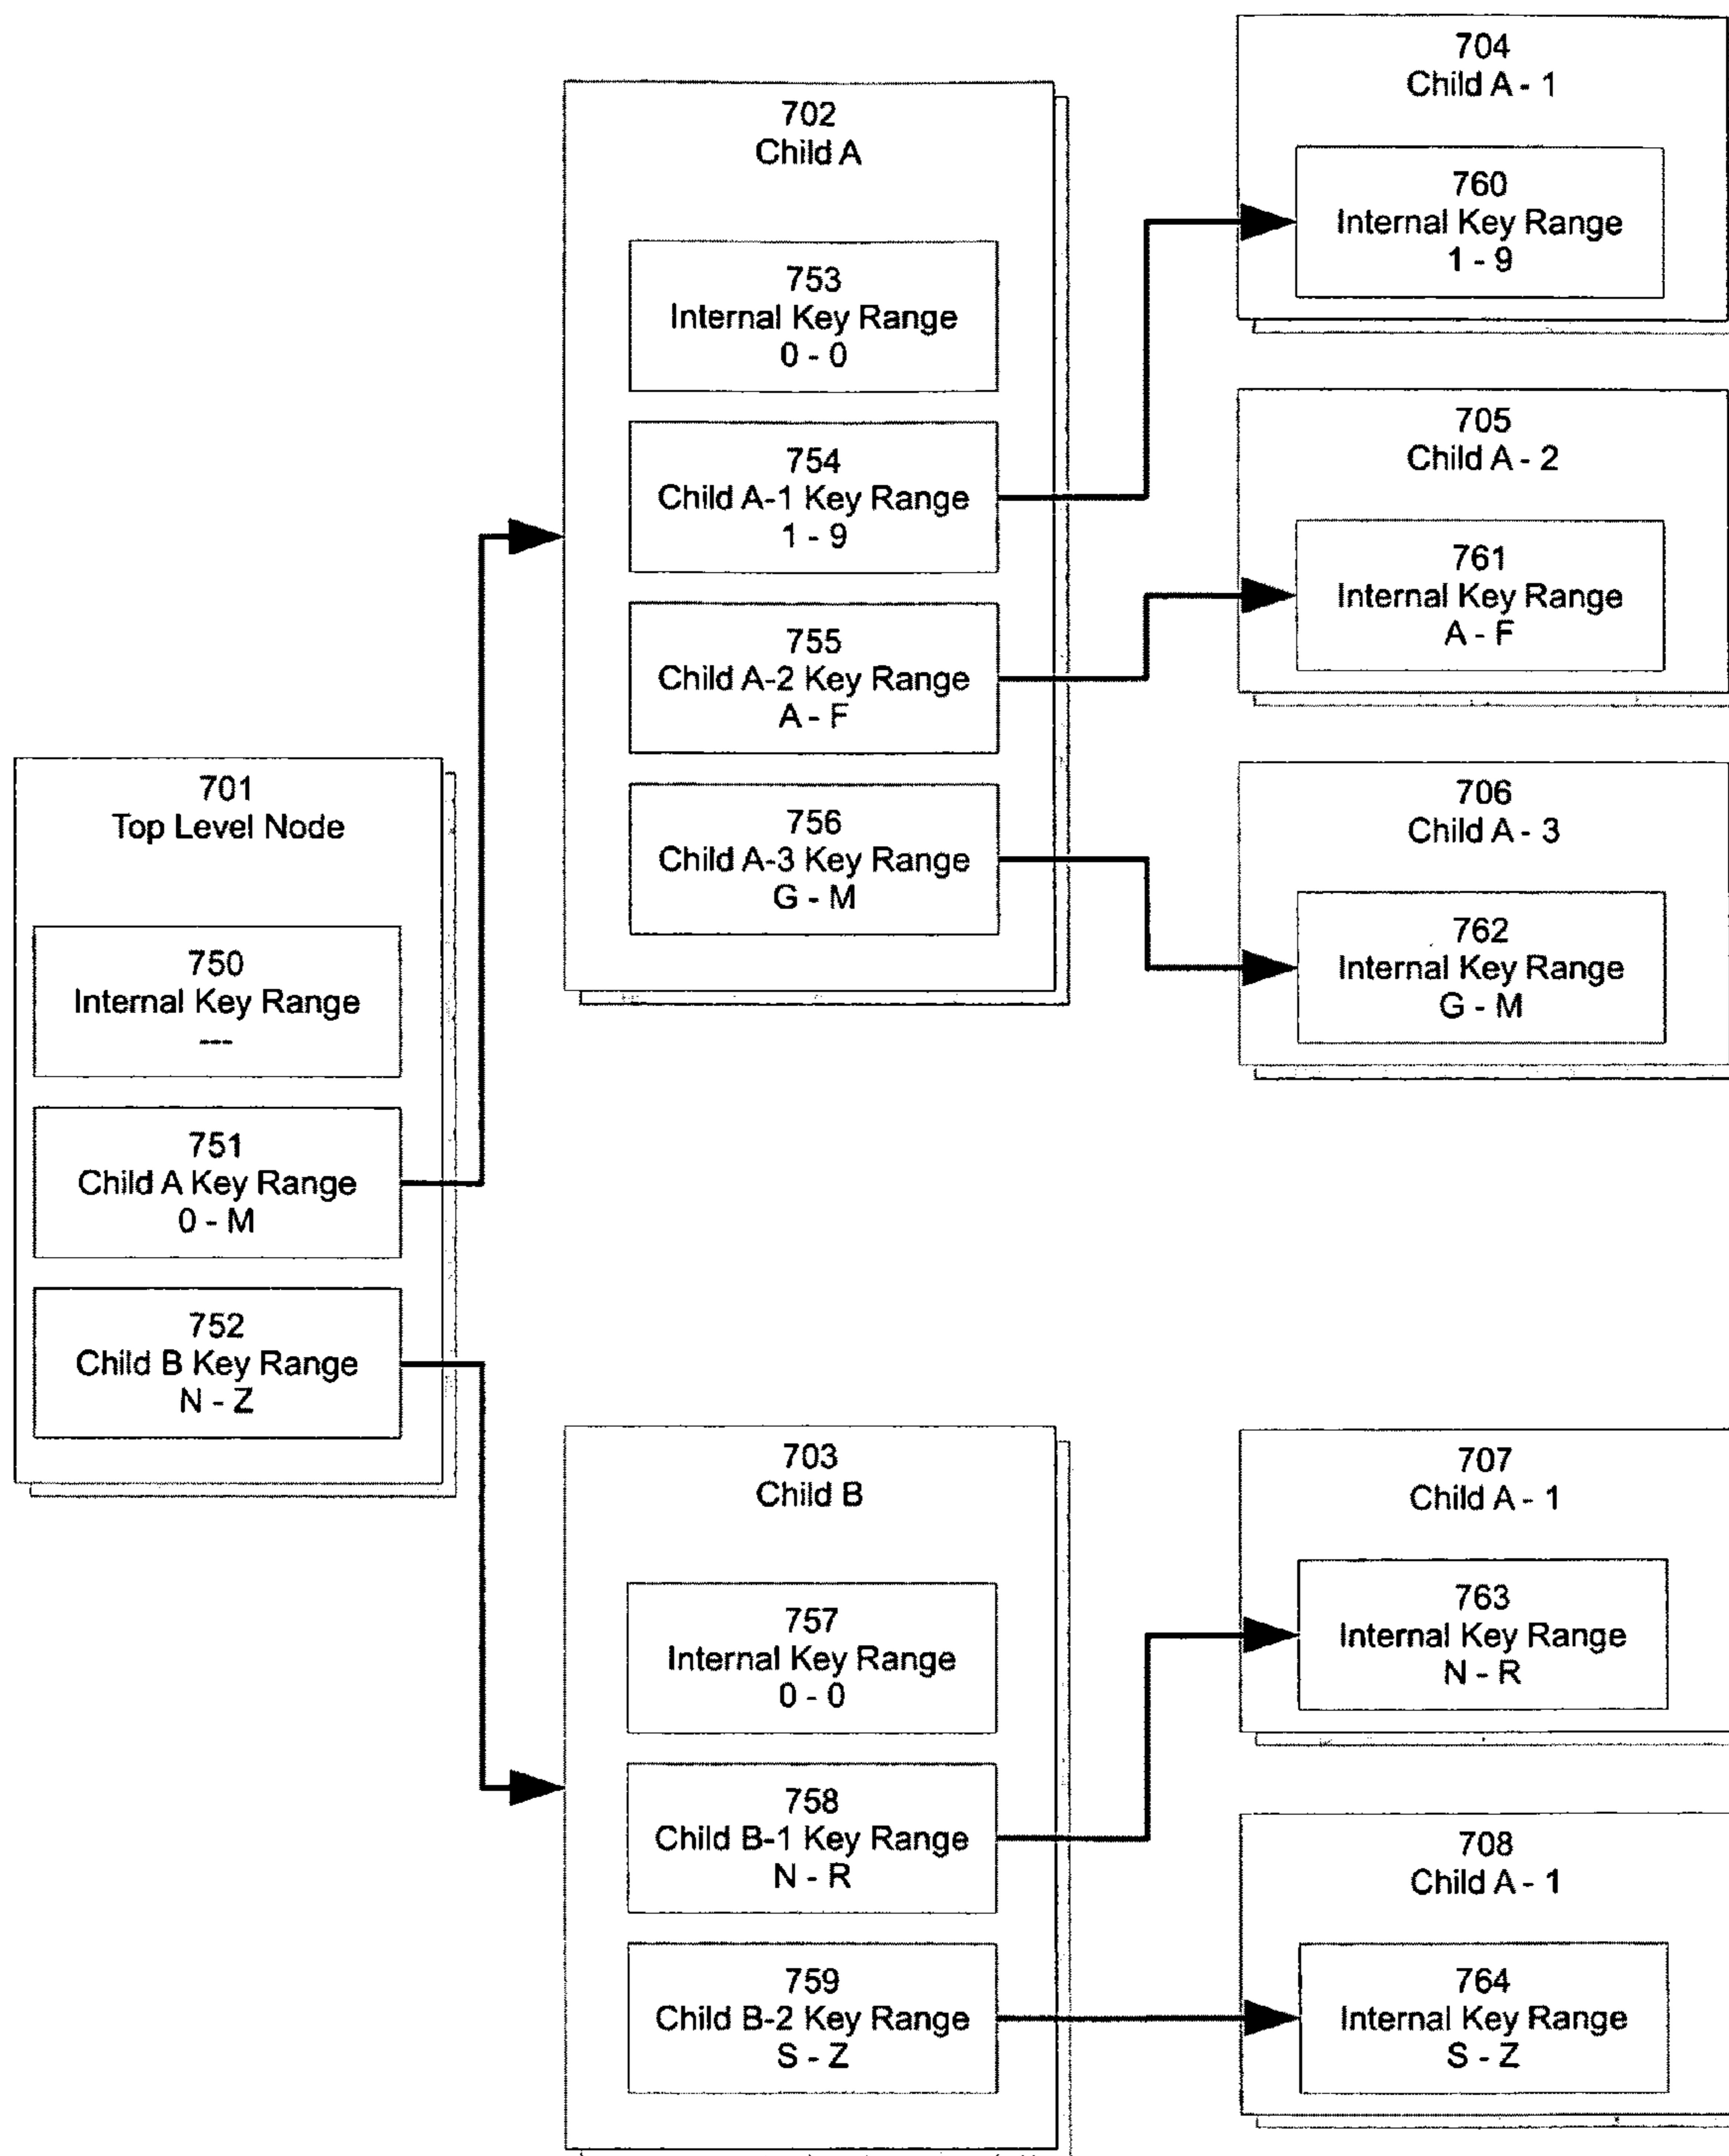 701
Top Level Node
750
Internal Key Range
---
751
Child A Key Range
0 - M
752
Child B Key Range
N - Z
702
Child A
753
Internal Key Range
0 - 0
754
Child A-1 Key Range
1 - 9
755
Child A-2 Key Range
A - F
756
Child A-3 Key Range
G - M
703
Child B
757
Internal Key Range
0 - 0
758
Child B-1 Key Range
N - R
759
Child B-2 Key Range
S - Z
704
Child A - 1
760
Internal Key Range
1 - 9
705
Child A - 2
761
Internal Key Range
A - F
706
Child A - 3
762
Internal Key Range
G - M
707
Child A - 1
763
Internal Key Range
N - R
708
Child A - 1
764
Internal Key Range
S - Z